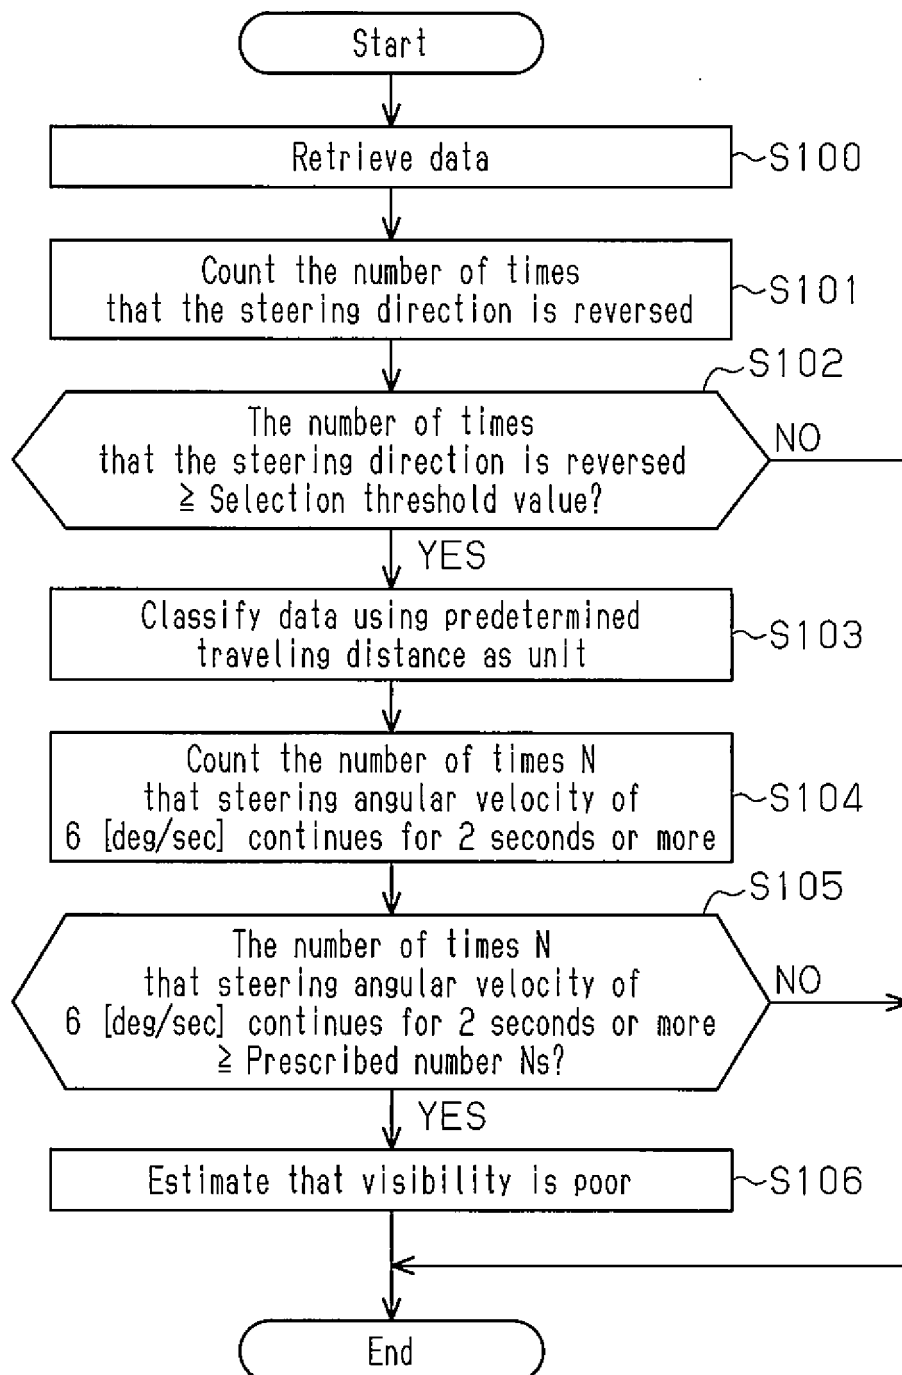 Start
Retrieve data
S100
Count the number of times
that the steering direction is reversed
S101
S102
The number of times
that the steering direction is reversed
≧ Selection threshold value?
NO
YES
Classify data using predetermined
traveling distance as unit
S103
Count the number of times N
that steering angular velocity of
6 [deg/sec] continues for 2 seconds or more
S104
S105
The number of times N
that steering angular velocity of
6 [deg/sec] continues for 2 seconds or more
≧ Prescribed number Ns?
NO
YES
Estimate that visibility is poor
S106
End